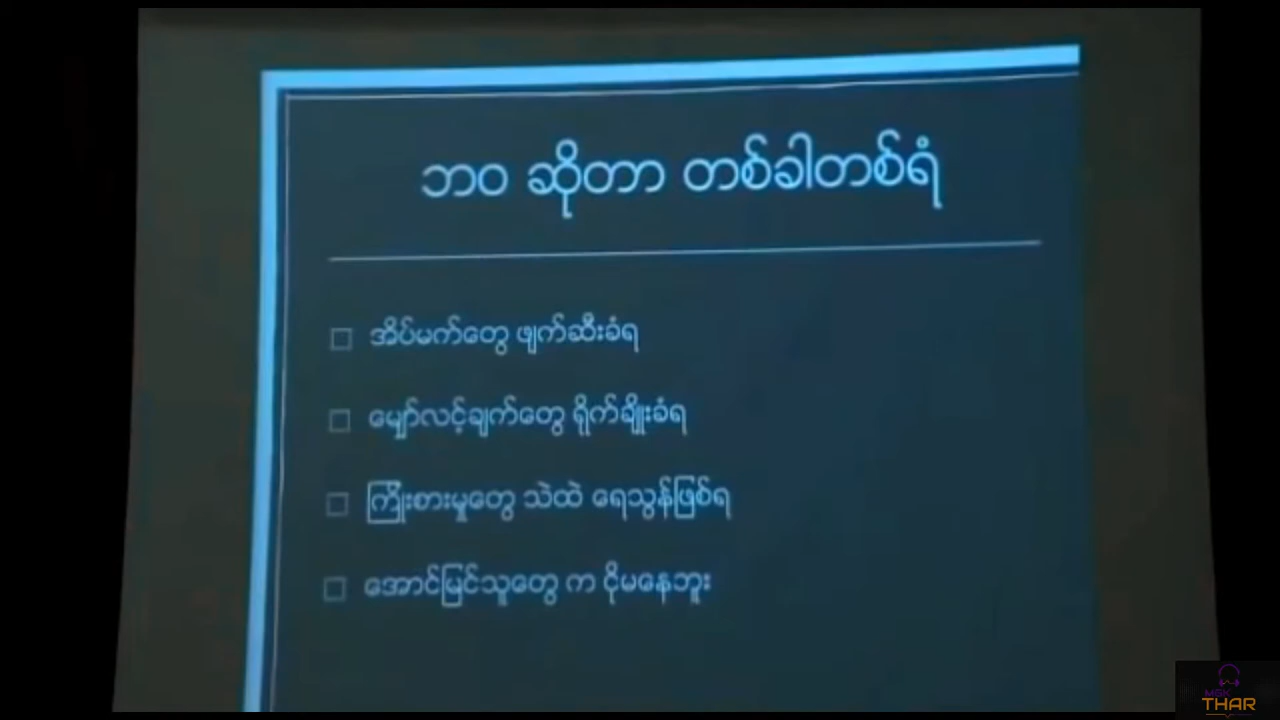 ဘဝ ဆိုတာ တစ်ခါတစ်ရံ
အိပ်မက်တွေ ဖျက်ဆီးခံရ
မျှော်လင့်ချက်တွေ ရိုက်ချိုးခံရ
ကြိုးစားမှုတွေ သဲထဲ ရေသွန်ဖြစ်ရ
အောင်မြင်သူတွေ က ငိုမနေဘူး
MGK
THAR